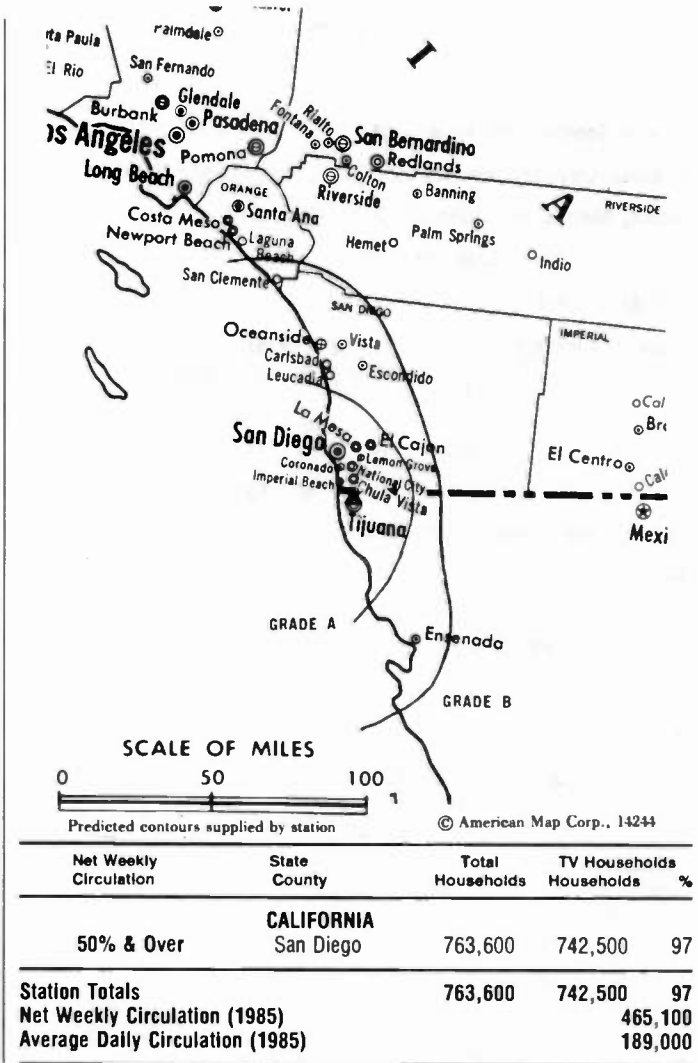 Palmdale
ta Paula
El Rio
San Fernando
Burbank
Glendale
Pasadena
os Angeles
Pomona
Fontana
Rialto
San Bernardino
Colton
Redlands
Riverside
Banning
I
A
RIVERSIDE
Long Beach
ORANGE
Santa Ana
Costa Meso
Newport Beach
Laguna
Beach
Hemet
Palm Springs
Indio
San Clemente
SAN DIEGO
IMPERIAL
Oceanside
Vista
Carlsbad
Leucadia
Escondido
La Mesa
San Diego
El Cajon
Lemon Grove
Coronado
National City
Imperial Beach
Chula Vista
Tijuana
Cal
Bro
El Centro
Cale
Mexi
GRADE A
Ensenada
GRADE B
SCALE OF MILES
0 50 100
Predicted contours supplied by station
© American Map Corp., 14244
Net Weekly State Total TV Households
Circulation County Households Households %
CALIFORNIA
50% & Over San Diego 763,600 742,500 97
Station Totals 763,600 742,500 97
Net Weekly Circulation (1985) 465,100
Average Daily Circulation (1985) 189,000